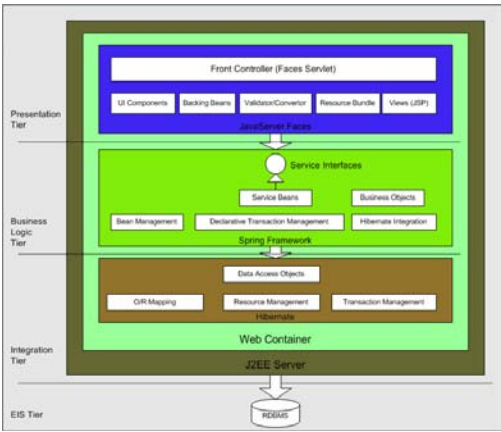 Front Controller (Faces Servlet)
UI Components
Backing Beans
Validator/Convertor
Resource Bundle
Views (JSP)
Presentation
Tier
JavaServer Faces
Service Interfaces
Service Beans
Business Objects
Bean Management
Declarative Transaction Management
Hibernate Integration
Business
Logic
Tier
Spring Framework
Data Access Objects
O/R Mapping
Resource Management
Transaction Management
Hibernate
Web Container
Integration
Tier
J2EE Server
EIS Tier
RDBMS